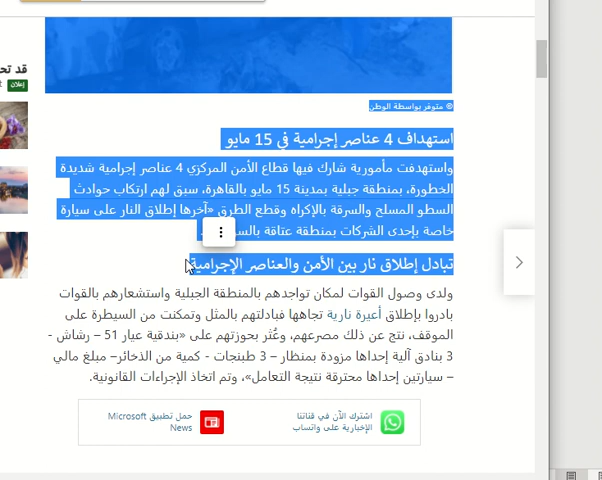 قد تحـ
إعلان
© متوفر بواسطة الوطن
استهداف 4 عناصر إجرامية في 15 مايو
واستهدفت مأمورية شارك فيها قطاع الأمن المركزي 4 عناصر إجرامية شديدة
الخطورة، بمنطقة جبلية بمدينة 15 مايو بالقاهرة، سبق لهم ارتكاب حوادث
السطو المسلح والسرقة بالإكراه وقطع الطرق «آخرها إطلاق النار على سيارة
خاصة بإحدى الشركات بمنطقة عتاقة
تبادل إطلاق نار بين الأمن والعناصر الإجرامية
ولدى وصول القوات لمكان تواجدهم بالمنطقة الجبلية واستشعارهم بالقوات
بادروا بإطلاق أعيرة نارية تجاهها فبادلتهم بالمثل وتمكنت من السيطرة على
الموقف، نتج عن ذلك مصرعهم، وعُثر بحوزتهم على «بندقية عيار 51 – رشاش -
3 بنادق آلية إحداها مزودة بمنظار – 3 طبنجات - كمية من الذخائر– مبلغ مالي
– سيارتين إحداها محترقة نتيجة التعامل»، وتم اتخاذ الإجراءات القانونية.
اشترك الآن في قناتنا
الإخبارية على واتساب
حمل تطبيق Microsoft
News